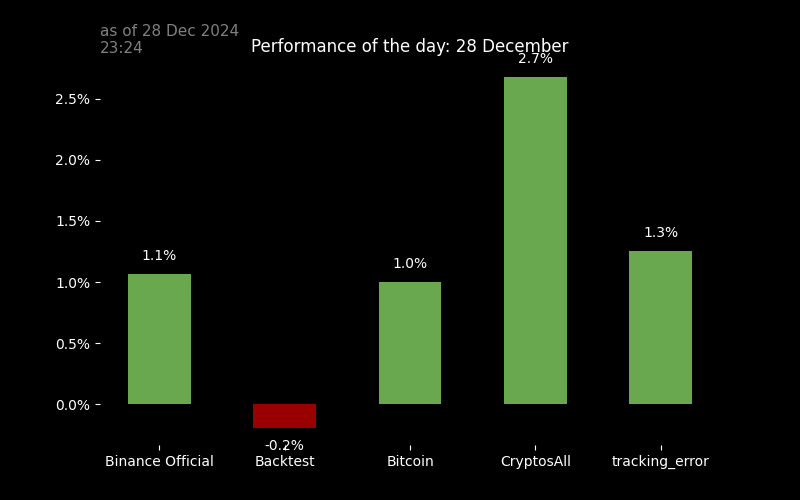 as of 28 Dec 2024
23:24
Performance of the day: 28 December
2.7%
2.5%
2.0%
1.5%
1.3%
1.1%
1.0%
1.0%
0.5%
0.0%
-0.2%
Binance Official
Backtest
Bitcoin
CryptosAll
tracking_error